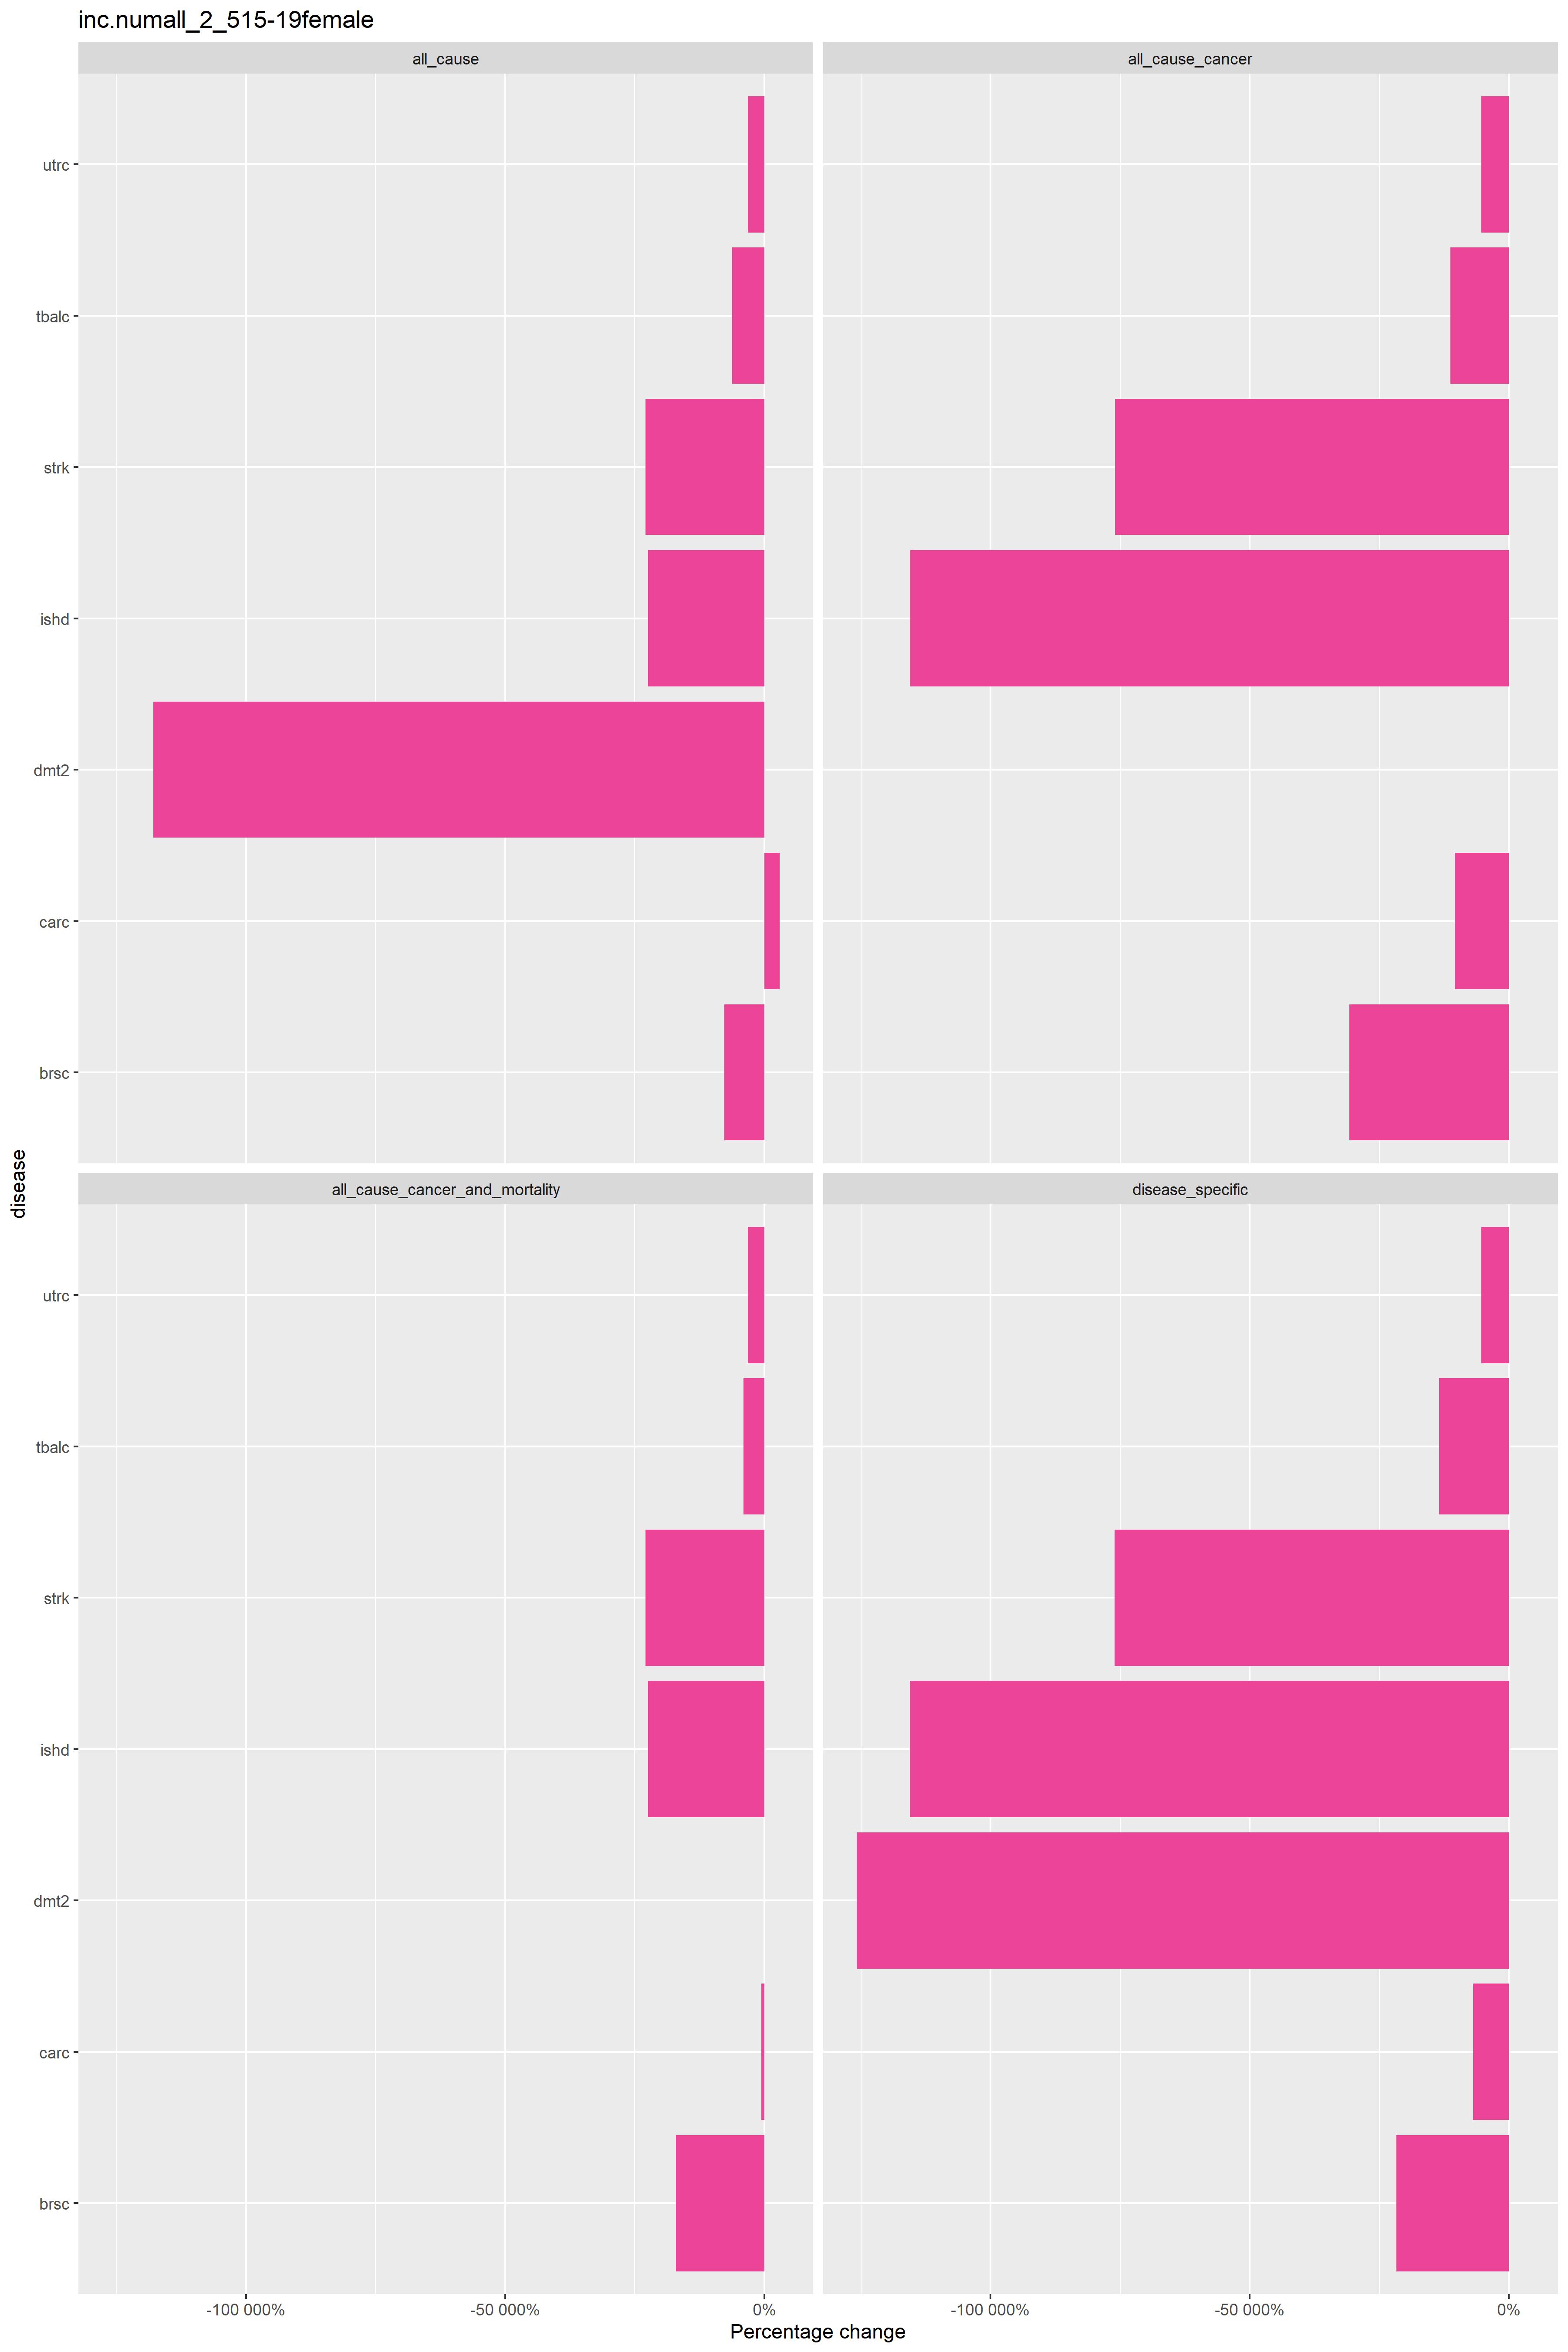 inc.numall_2_515-19female
all_cause
all_cause_cancer
utrc
tbalc
strk
ishd
dmt2
carc
brsc
disease
all_cause_cancer_and_mortality
disease_specific
utrc
tbalc
strk
ishd
dmt2
carc
brsc
-100 000%
-50 000%
0%
-100 000%
-50 000%
0%
Percentage change